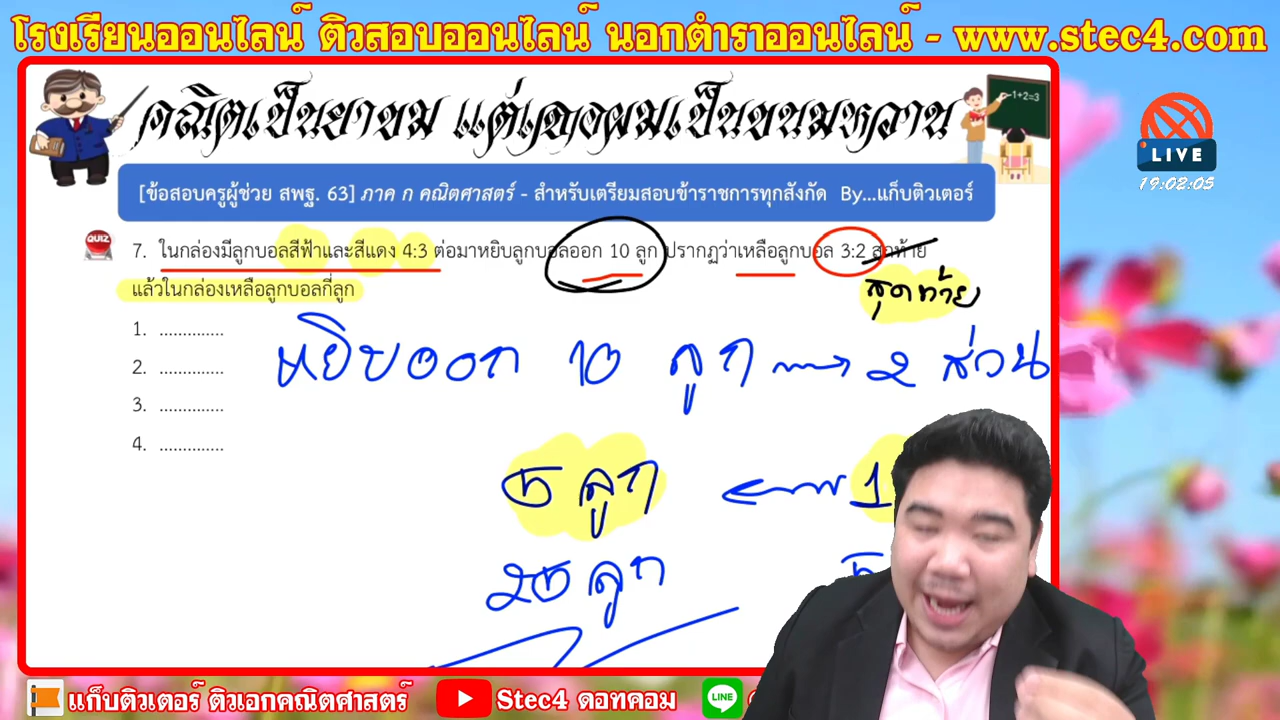 โรงเรียนออนไลน์ ติวสอบออนไลน์ นอกตำราออนไลน์ - www.stec4.com
คณิตเป็นยาขม แต่เธอผมเป็นขนมหวาน
1+2=3
LIVE
19:02:05
[ข้อสอบครูผู้ช่วย สพฐ. 63] ภาค ก คณิตศาสตร์ - สำหรับเตรียมสอบข้าราชการทุกสังกัด By...แก็บติวเตอร์
QUIZ
7. ในกล่องมีลูกบอลสีฟ้าและสีแดง 4:3 ต่อมาหยิบลูกบอลออก 10 ลูก ปรากฏว่าเหลือลูกบอล 3:2 สุดท้าย
แล้วในกล่องเหลือลูกบอลกี่ลูก
สุดท้าย
1. .............
2. .............
3. .............
4. .............
หยิบออก 10 ลูก → 2 ส่วน
5 ลูก ← 1
25 ลูก 5
แก็บติวเตอร์ ติวเอกคณิตศาสตร์ Stec4 ดอทคอม LINE